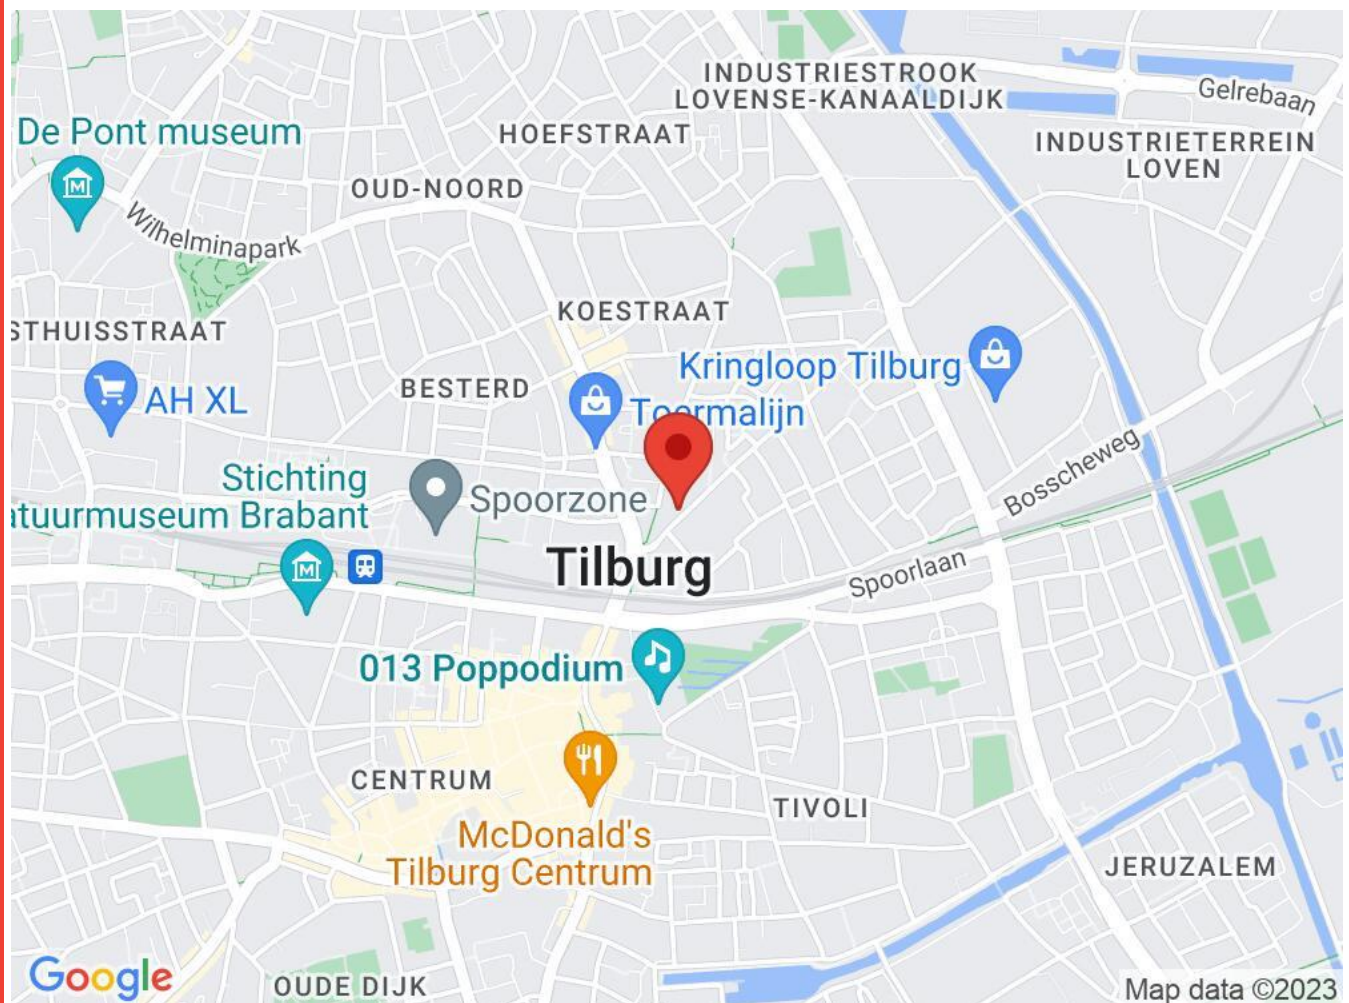 INDUSTRIESTROOK
LOVENSE-KANAALDIJK
Gelrebaan
De Pont museum
HOEFSTRAAT
INDUSTRIETERREIN
LOVEN
OUD-NOORD
Wilhelminapark
KOESTRAAT
STHUISSTRAAT
Kringloop Tilburg
BESTERD
AH XL
Toermalijn
Bosscheweg
Stichting
atuurmuseum Brabant
Spoorzone
Tilburg
Spoorlaan
013 Poppodium
CENTRUM
TIVOLI
McDonald's
Tilburg Centrum
JERUZALEM
Google
OUDE DIJK
Map data ©2023